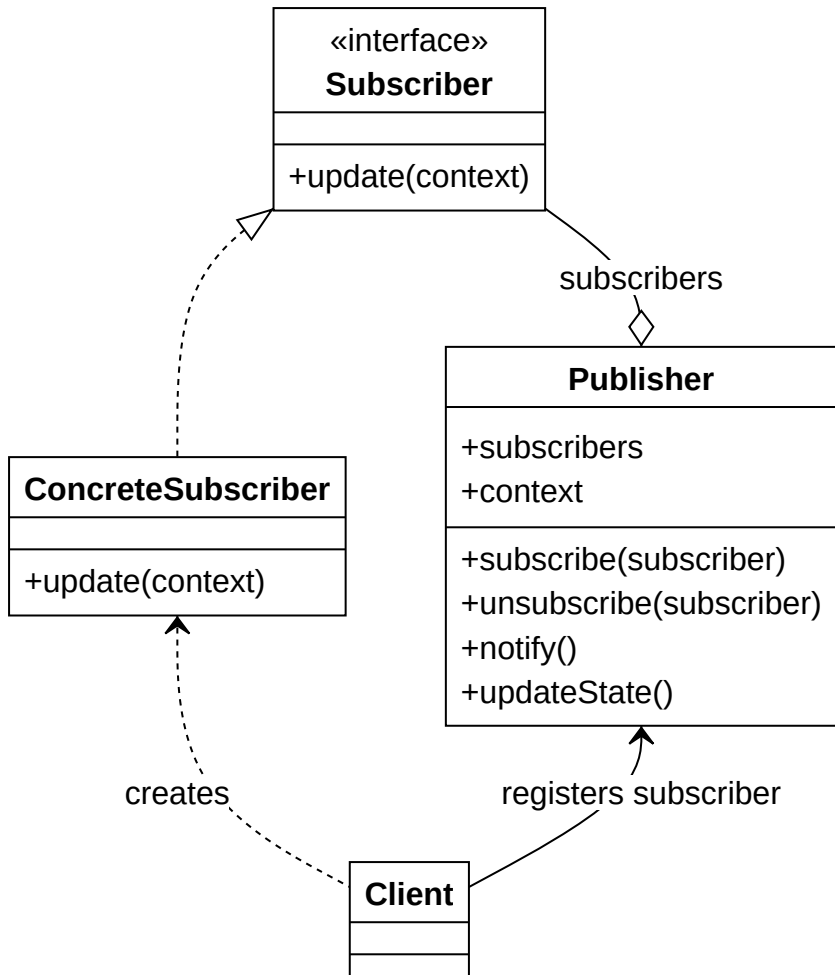 «interface»
Subscriber
+update(context)
subscribers
Publisher
+subscribers
+context
+subscribe(subscriber)
+unsubscribe(subscriber)
+notify()
+updateState()
ConcreteSubscriber
+update(context)
creates
registers subscriber
Client